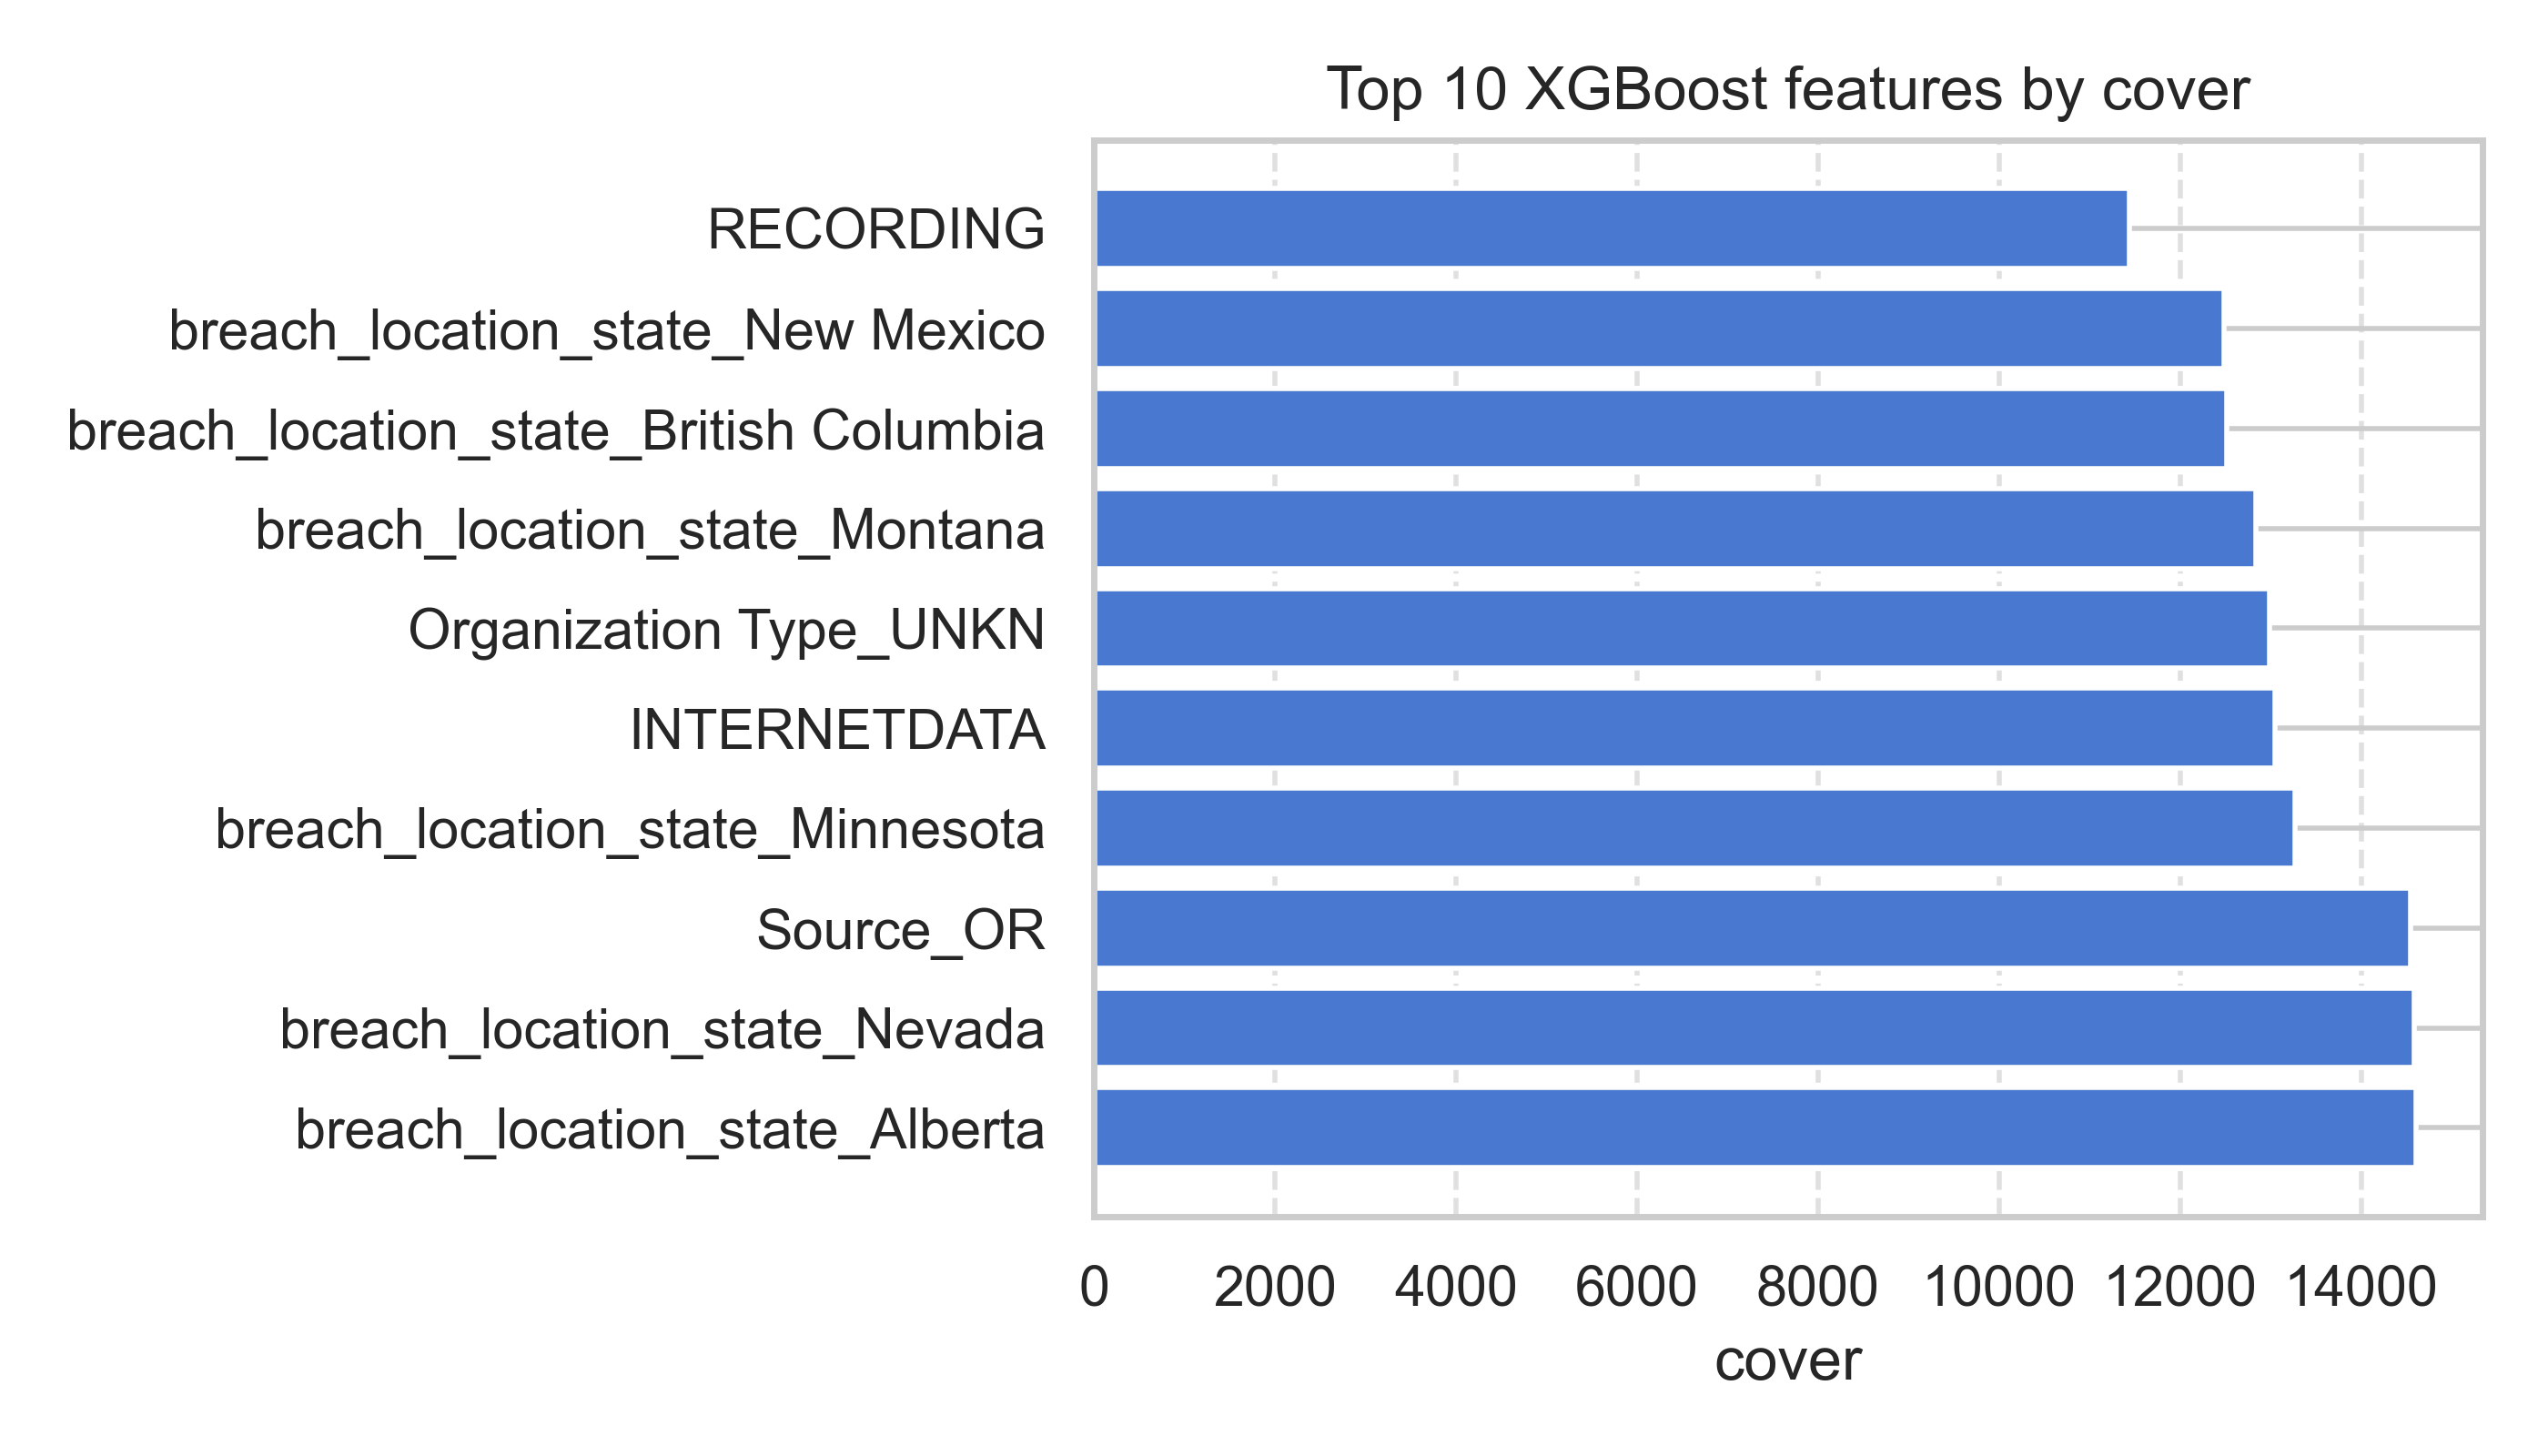 Top 10 XGBoost features by cover
RECORDING
breach_location_state_New Mexico
breach_location_state_British Columbia
breach_location_state_Montana
Organization Type_UNKN
INTERNETDATA
breach_location_state_Minnesota
Source_OR
breach_location_state_Nevada
breach_location_state_Alberta
0 2000 4000 6000 8000 10000 12000 14000
cover